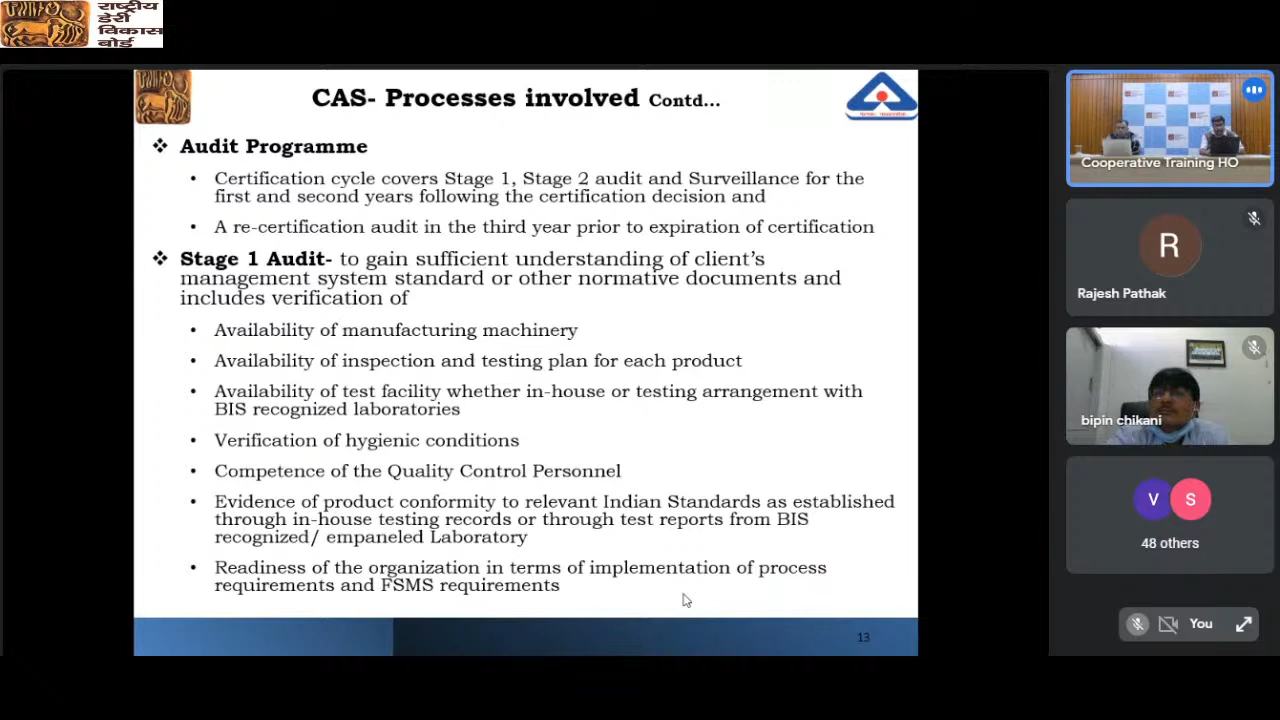 राष्ट्रीय
डेरी
विकास
बोर्ड
CAS- Processes involved Contd...
❖ Audit Programme
• Certification cycle covers Stage 1, Stage 2 audit and Surveillance for the
first and second years following the certification decision and
• A re-certification audit in the third year prior to expiration of certification
❖ Stage 1 Audit- to gain sufficient understanding of client's
management system standard or other normative documents and
includes verification of
• Availability of manufacturing machinery
• Availability of inspection and testing plan for each product
• Availability of test facility whether in-house or testing arrangement with
BIS recognized laboratories
• Verification of hygienic conditions
• Competence of the Quality Control Personnel
• Evidence of product conformity to relevant Indian Standards as established
through in-house testing records or through test reports from BIS
recognized/ empaneled Laboratory
• Readiness of the organization in terms of implementation of process
requirements and FSMS requirements
13
Cooperative Training HO
R
Rajesh Pathak
bipin chikani
V S
48 others
You